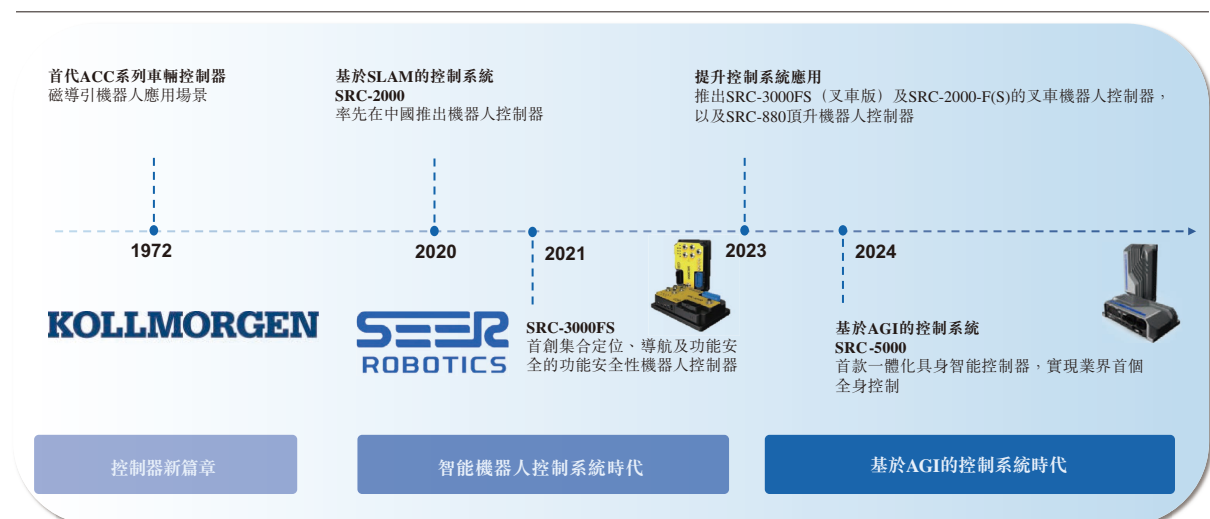 首代ACC系列車輛控制器
磁導引機器人應用場景
基於SLAM的控制系統
SRC-2000
率先在中國推出機器人控制器
提升控制系統應用
推出SRC-3000FS（叉車版）及SRC-2000-F(S)的叉車機器人控制器，
以及SRC-880頂升機器人控制器
1972
2020
2021
2023
2024
KOLLMORGEN
SEER
ROBOTICS
SRC-3000FS
首創集合定位、導航及功能安
全的功能安全性機器人控制器
基於AGI的控制系統
SRC-5000
首款一體化具身智能控制器，實現業界首個
全身控制
控制器新篇章
智能機器人控制系統時代
基於AGI的控制系統時代